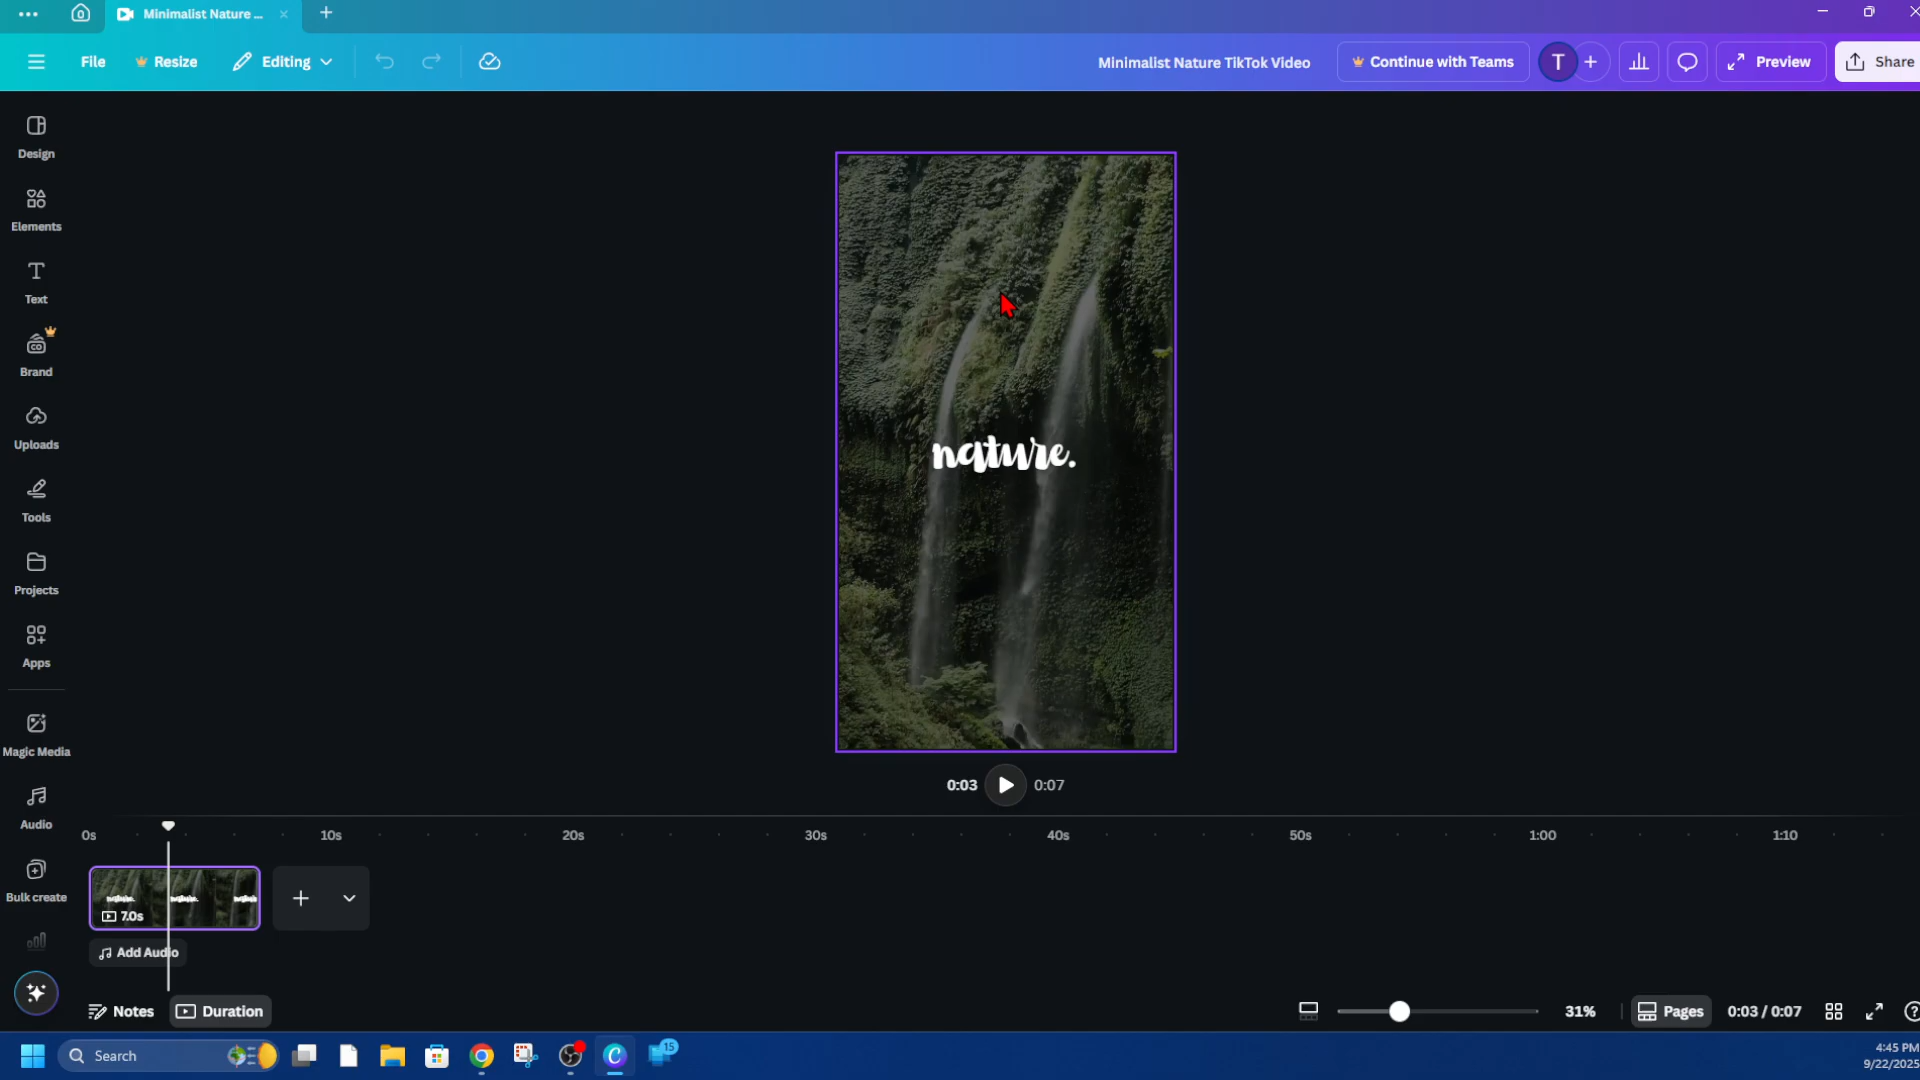 Minimalist Nature ...
File
Resize
Editing
Minimalist Nature TikTok Video
Continue with Teams
T
Preview
Share
Design
Elements
Text
Brand
Uploads
Tools
Projects
Apps
Magic Media
Audio
Bulk create
nature.
0:03
0:07
0s
10s
20s
30s
40s
50s
1:00
1:10
nature.
nature.
7.0s
Add Audio
Notes
Duration
31%
Pages
0:03 / 0:07
Search
15
4:45 PM
9/22/2025